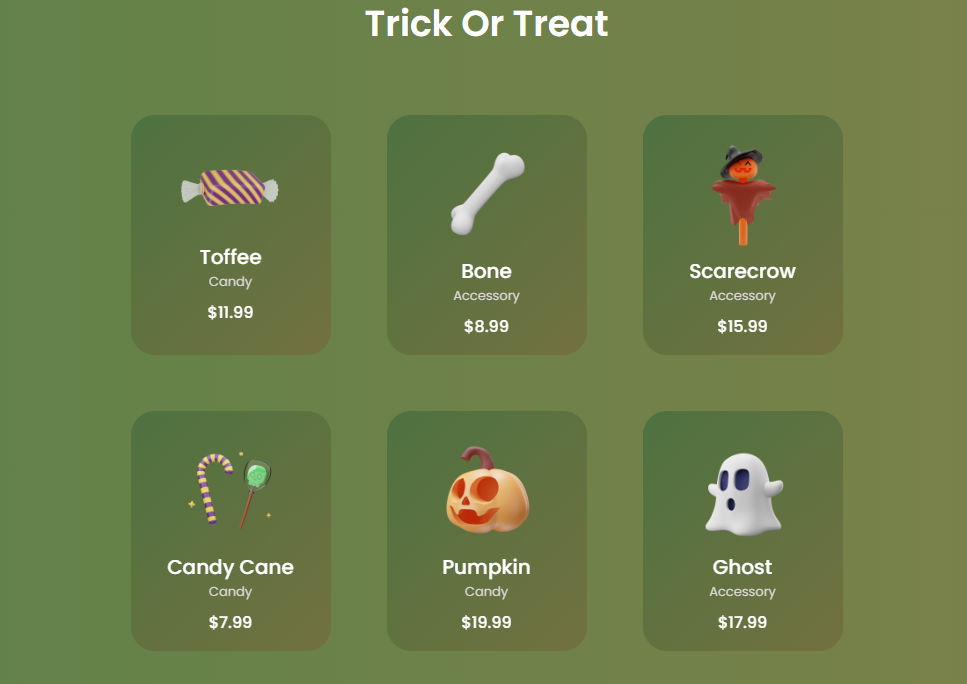 Trick Or Treat
Toffee
Candy
$11.99
Bone
Accessory
$8.99
Scarecrow
Accessory
$15.99
Candy Cane
Candy
$7.99
Pumpkin
Candy
$19.99
Ghost
Accessory
$17.99